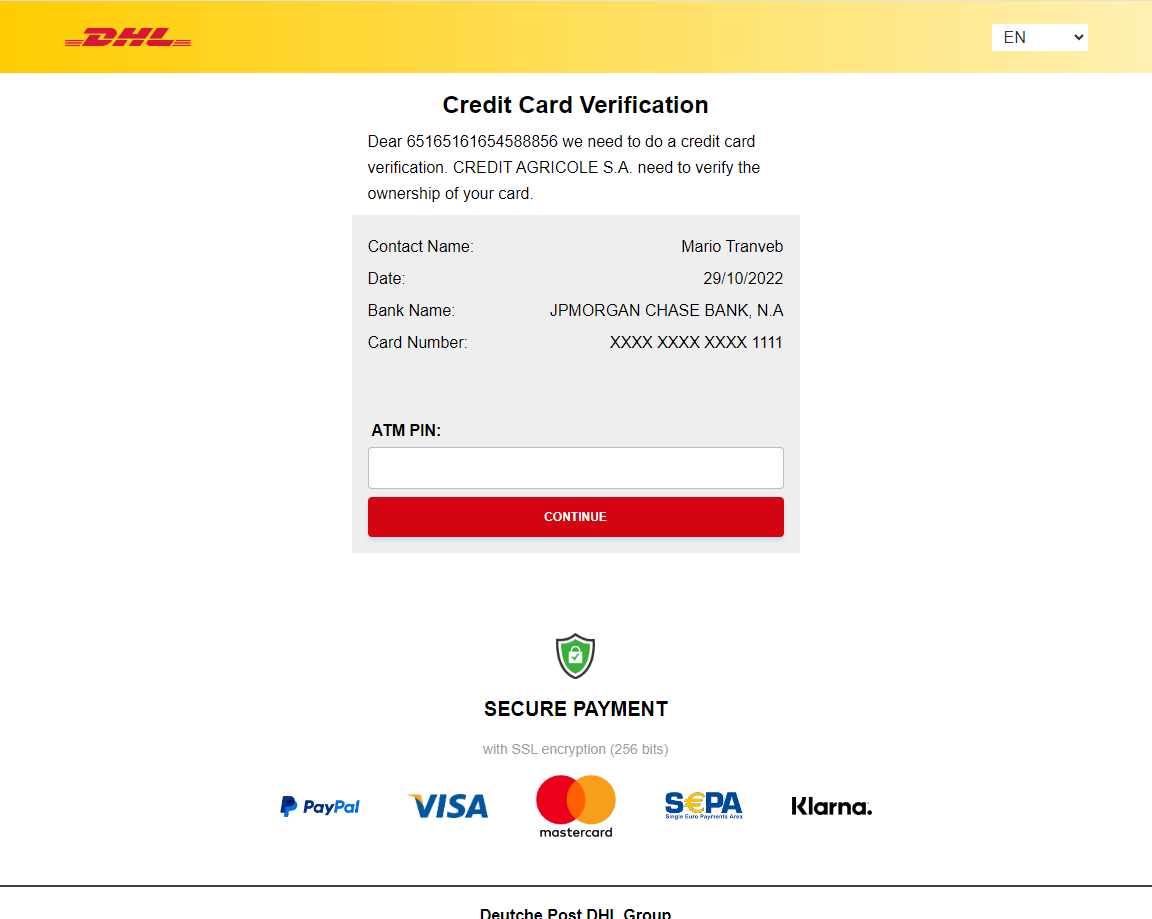 DHL
EN
Credit Card Verification
Dear 65165161654588856 we need to do a credit card
verification. CREDIT AGRICOLE S.A. need to verify the
ownership of your card.
Contact Name: Mario Tranveb
Date: 29/10/2022
Bank Name: JPMORGAN CHASE BANK, N.A
Card Number: XXXX XXXX XXXX 1111
ATM PIN:
CONTINUE
SECURE PAYMENT
with SSL encryption (256 bits)
PayPal VISA mastercard S€PA Single Euro Payments Area Klarna.
Deutche Post DHL Group